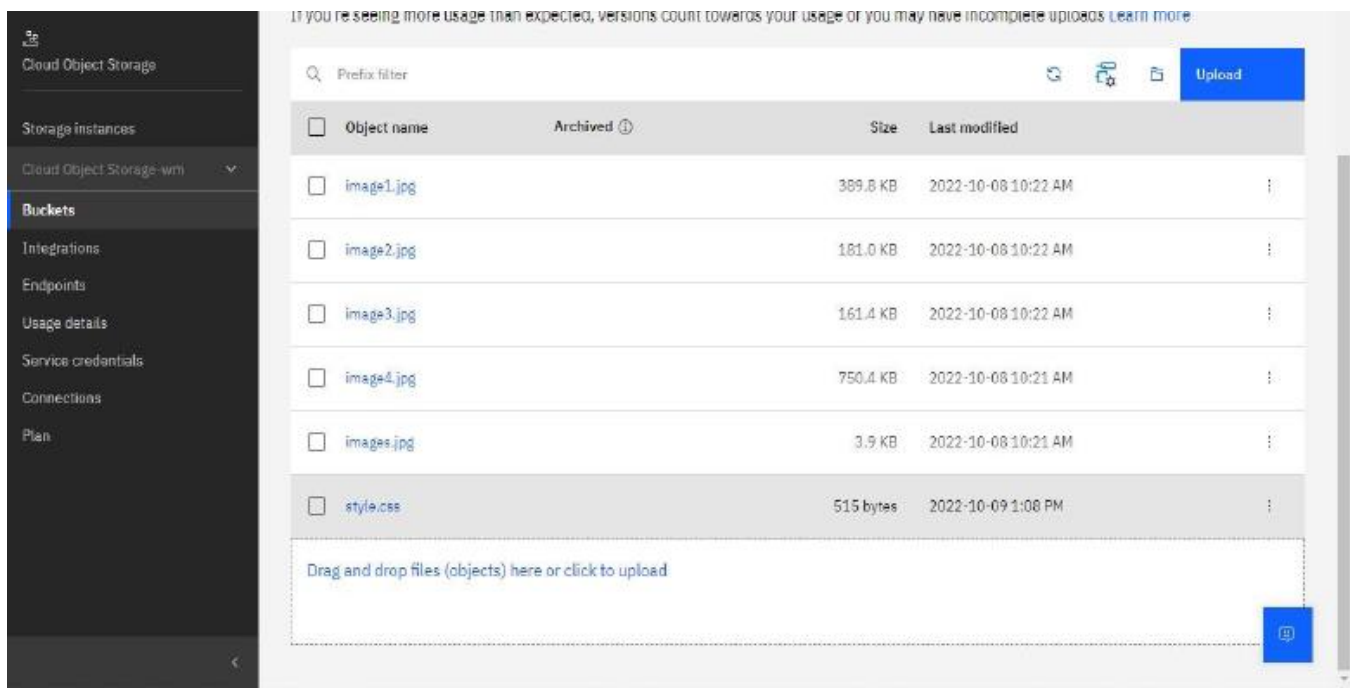 If you're seeing more usage than expected, versions count towards your usage or you may have incomplete uploads Learn more
Cloud Object Storage
Storage instances
Cloud Object Storage-wm
Buckets
Integrations
Endpoints
Usage details
Service credentials
Connections
Plan
Prefix filter
Upload
Object name Archived Size Last modified
image1.jpg 389.8 KB 2022-10-08 10:22 AM
image2.jpg 181.0 KB 2022-10-08 10:22 AM
image3.jpg 161.4 KB 2022-10-08 10:22 AM
image4.jpg 750.4 KB 2022-10-08 10:21 AM
images.jpg 3.9 KB 2022-10-08 10:21 AM
style.css 515 bytes 2022-10-09 1:08 PM
Drag and drop files (objects) here or click to upload